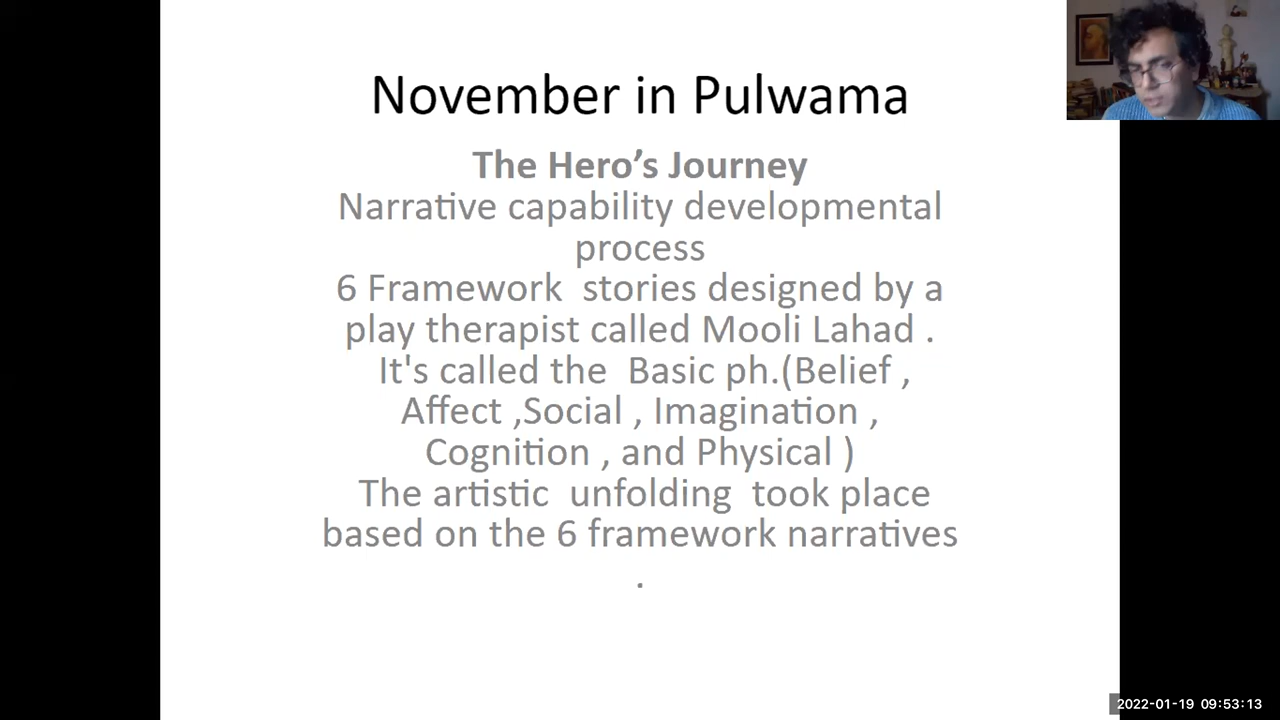 November in Pulwama
The Hero’s Journey
Narrative capability developmental
process
6 Framework  stories designed by a
play therapist called Mooli Lahad .
It's called the  Basic ph.(Belief ,
Affect ,Social , Imagination ,
Cognition , and Physical )
The artistic  unfolding  took place
based on the 6 framework narratives
.
2022-01-19 09:53:13